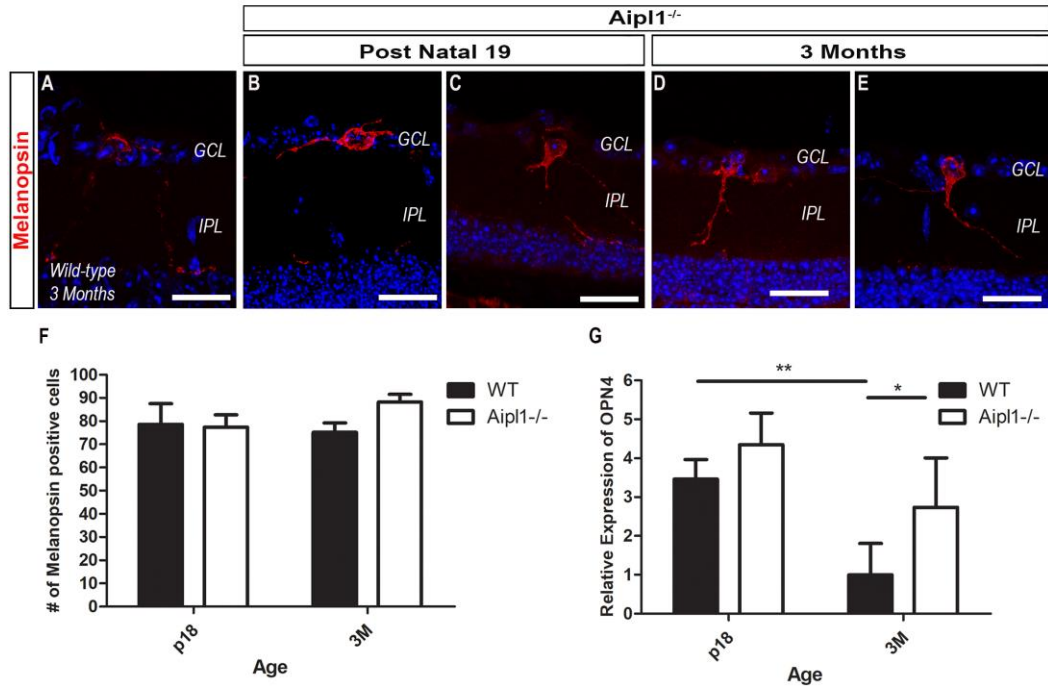 Aipl1-/-
Post Natal 19
3 Months
Melanopsin
A
B
C
D
E
GCL
GCL
GCL
GCL
GCL
IPL
IPL
IPL
IPL
IPL
Wild-type
3 Months
F
# of Melanopsin positive cells
100
90
80
70
60
50
40
30
20
10
0
p18
3M
Age
WT
Aipl1-/-
G
Relative Expression of OPN4
6
5
4
3
2
1
0
**
*
p18
3M
Age
WT
Aipl1-/-